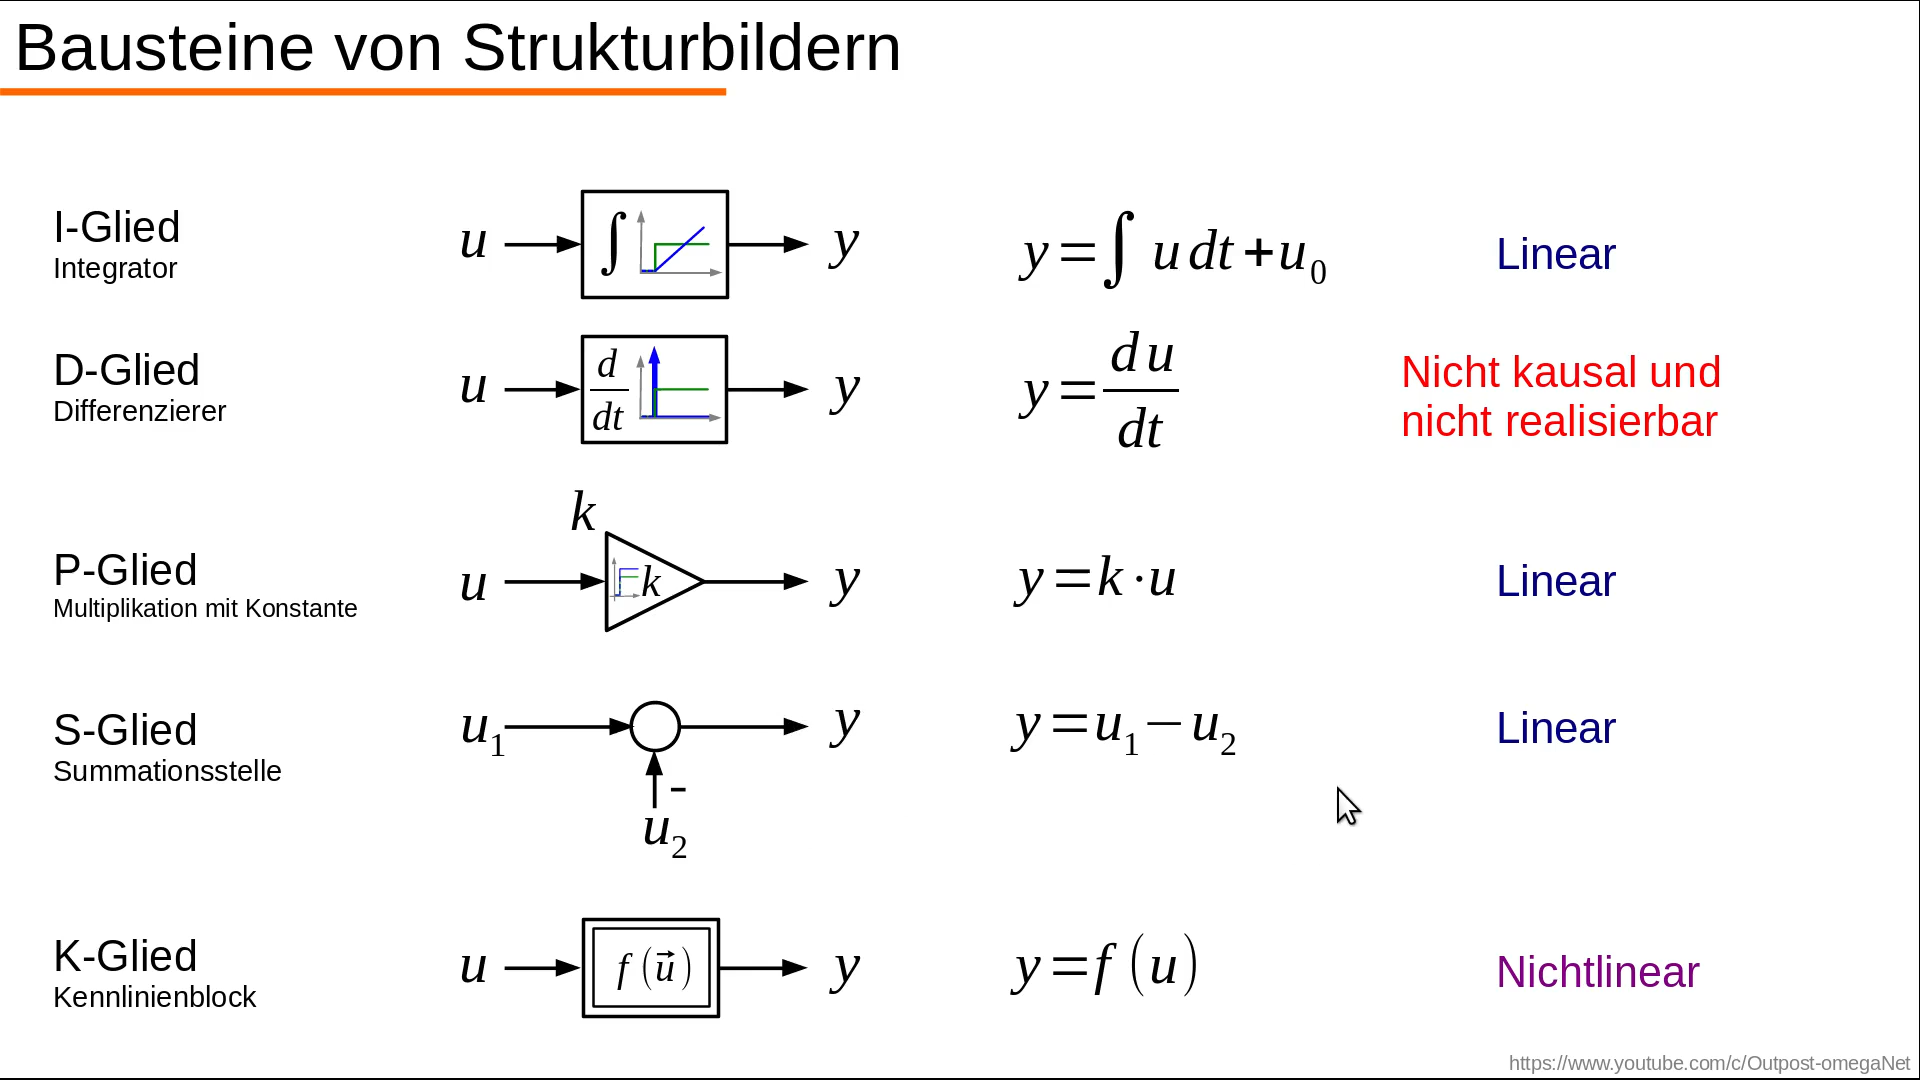 Bausteine von Strukturbildern
I-Glied
Integrator
u ∫ y
y=∫ u dt+u₀
Linear
D-Glied
Differenzierer
u d/dt y
y=du/dt
Nicht kausal und
nicht realisierbar
k
P-Glied
Multiplikation mit Konstante
u k y
y=k·u
Linear
S-Glied
Summationsstelle
u₁ y
-
u₂
y=u₁−u₂
Linear
K-Glied
Kennlinienblock
u f(u⃗) y
y=f(u)
Nichtlinear
https://www.youtube.com/c/Outpost-omegaNet